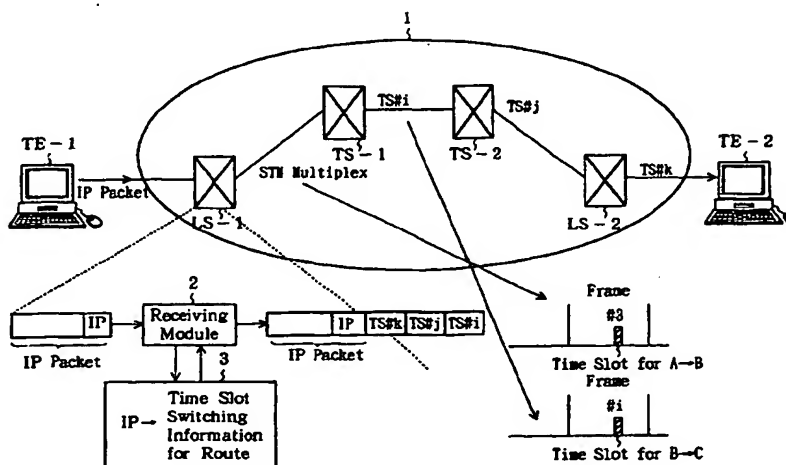 1
TS#i
TS#j
TE-1
TS-1
TS-2
TE-2
IP Packet
STM Multiplex
TS#k
LS-1
LS-2
2
Frame
IP
Receiving Module
IP
TS#k
TS#j
TS#i
#3
IP Packet
IP Packet
3
Time Slot for A→B
Frame
IP→
Time Slot
Switching
Information
for Route
#i
Time Slot for B→C